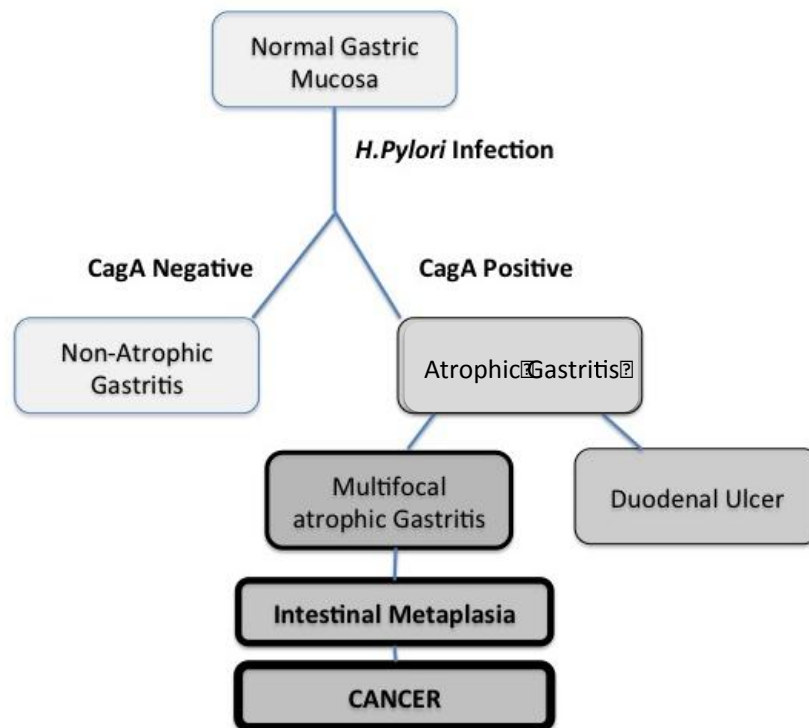 Normal Gastric
Mucosa
H.Pylori Infection
CagA Negative
CagA Positive
Non-Atrophic
Gastritis
Atrophic Gastritis
Multifocal
atrophic Gastritis
Duodenal Ulcer
Intestinal Metaplasia
CANCER